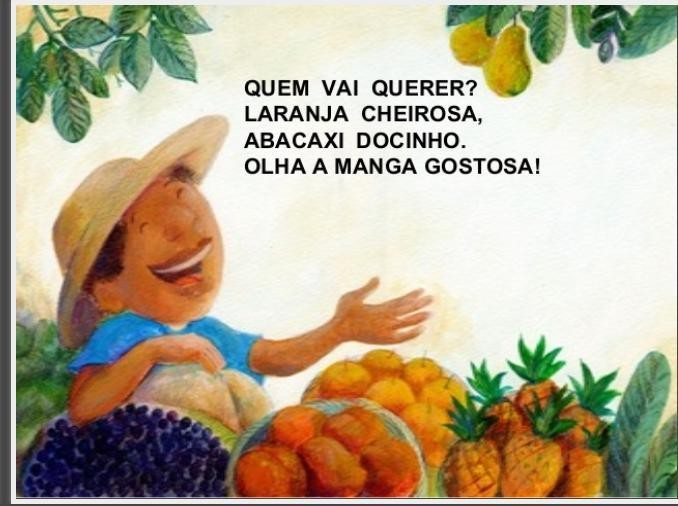 QUEM VAI QUERER?
LARANJA CHEIROSA,
ABACAXI DOCINHO.
OLHA A MANGA GOSTOSA!